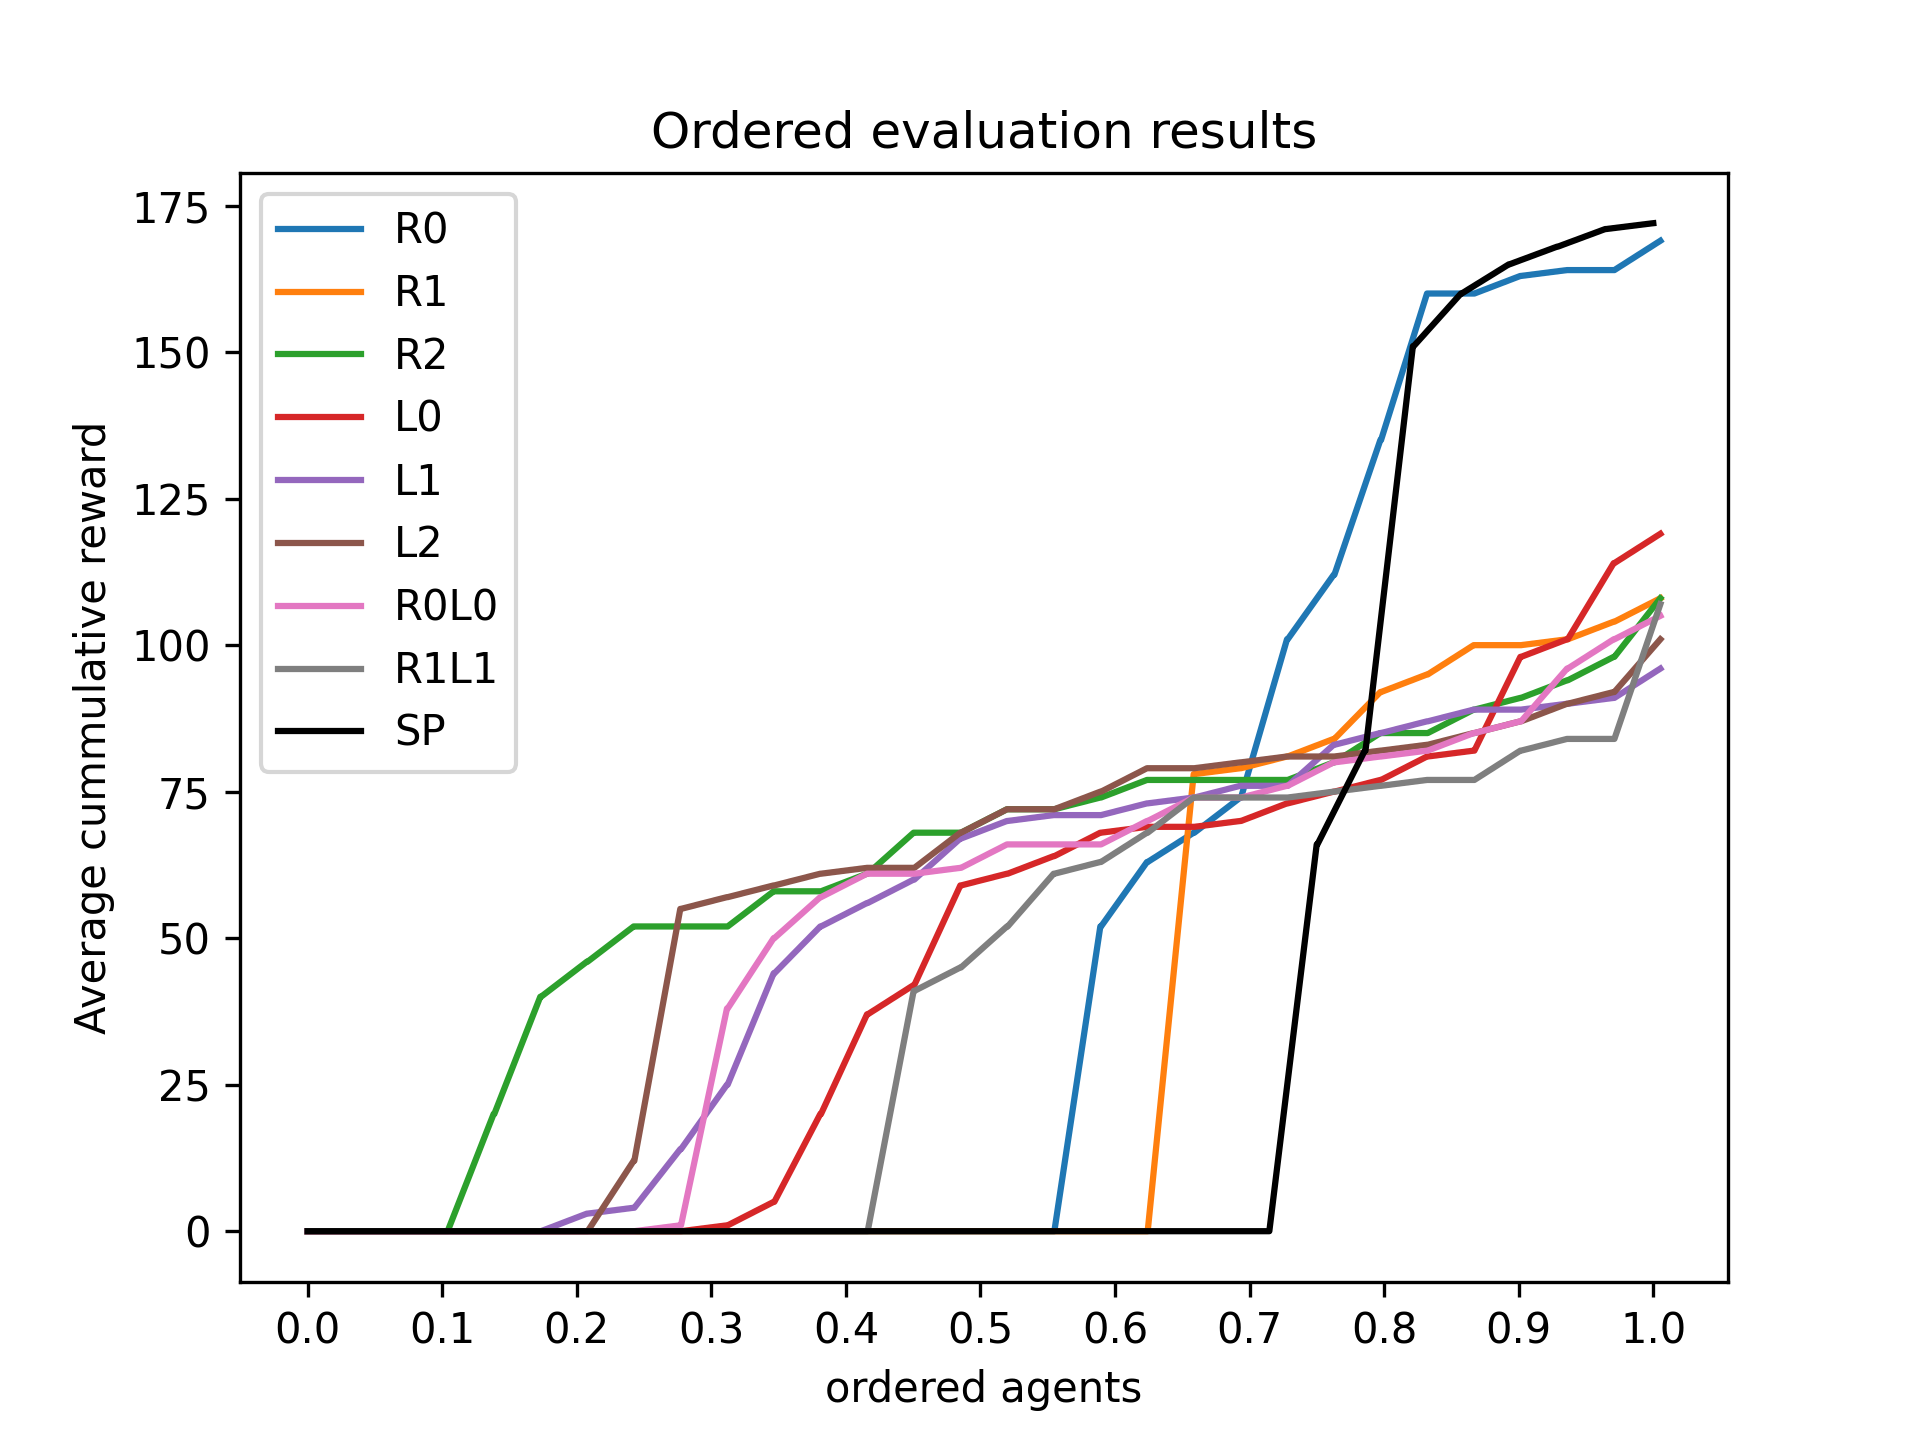 Ordered evaluation results
175
150
125
100
75
50
25
0
Average cummulative reward
R0
R1
R2
L0
L1
L2
R0L0
R1L1
SP
0.0 0.1 0.2 0.3 0.4 0.5 0.6 0.7 0.8 0.9 1.0
ordered agents